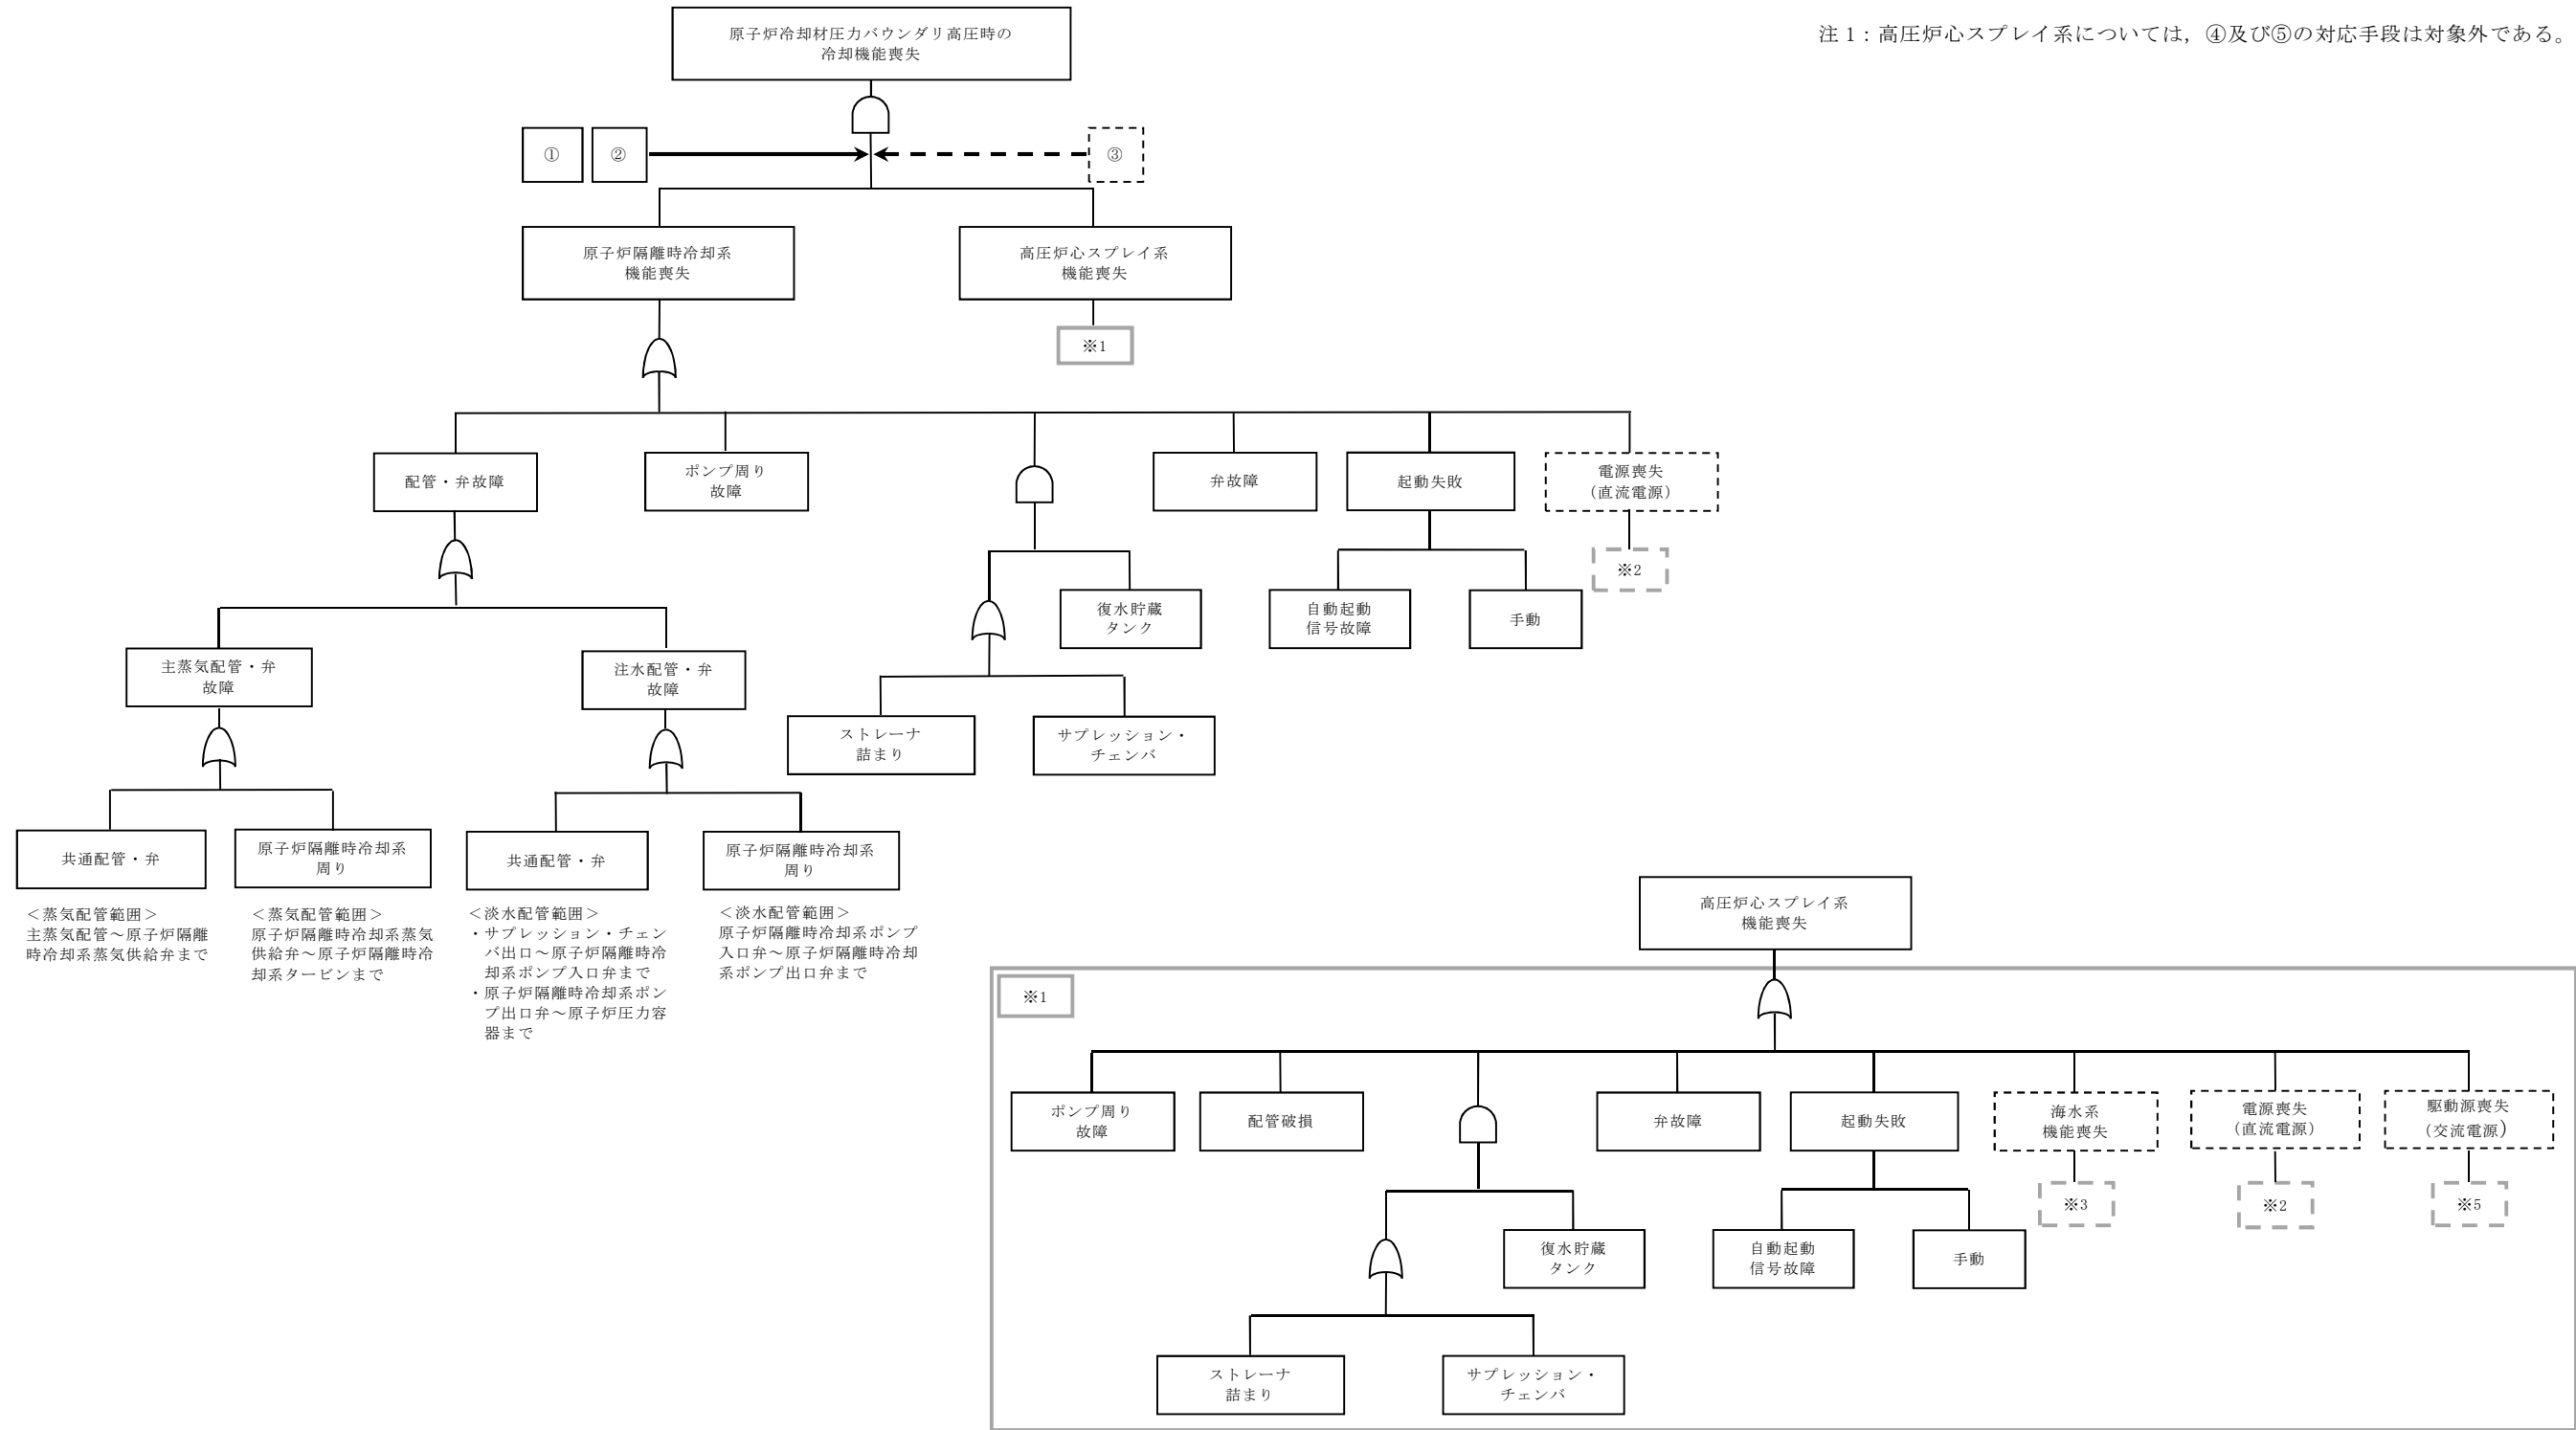 原子炉冷却材圧力バウンダリ高圧時の
冷却機能喪失
注1：高圧炉心スプレイ系については，④及び⑤の対応手段は対象外である。
①
②
③
原子炉隔離時冷却系
機能喪失
高圧炉心スプレイ系
機能喪失
※1
配管・弁故障
ポンプ周り
故障
弁故障
起動失敗
電源喪失
（直流電源）
※2
復水貯蔵
タンク
自動起動
信号故障
手動
主蒸気配管・弁
故障
注水配管・弁
故障
ストレーナ
詰まり
サプレッション・
チェンバ
共通配管・弁
原子炉隔離時冷却系
周り
共通配管・弁
原子炉隔離時冷却系
周り
＜蒸気配管範囲＞
主蒸気配管～原子炉隔離
時冷却系蒸気供給弁まで
＜蒸気配管範囲＞
原子炉隔離時冷却系蒸気
供給弁～原子炉隔離時冷
却系タービンまで
＜淡水配管範囲＞
・サプレッション・チェン
バ出口～原子炉隔離時冷
却系ポンプ入口弁まで
・原子炉隔離時冷却系ポン
プ出口弁～原子炉圧力容
器まで
＜淡水配管範囲＞
原子炉隔離時冷却系ポンプ
入口弁～原子炉隔離時冷却
系ポンプ出口弁まで
高圧炉心スプレイ系
機能喪失
※1
ポンプ周り
故障
配管破損
弁故障
起動失敗
海水系
機能喪失
電源喪失
（直流電源）
駆動源喪失
（交流電源）
※3
※2
※5
復水貯蔵
タンク
自動起動
信号故障
手動
ストレーナ
詰まり
サプレッション・
チェンバ